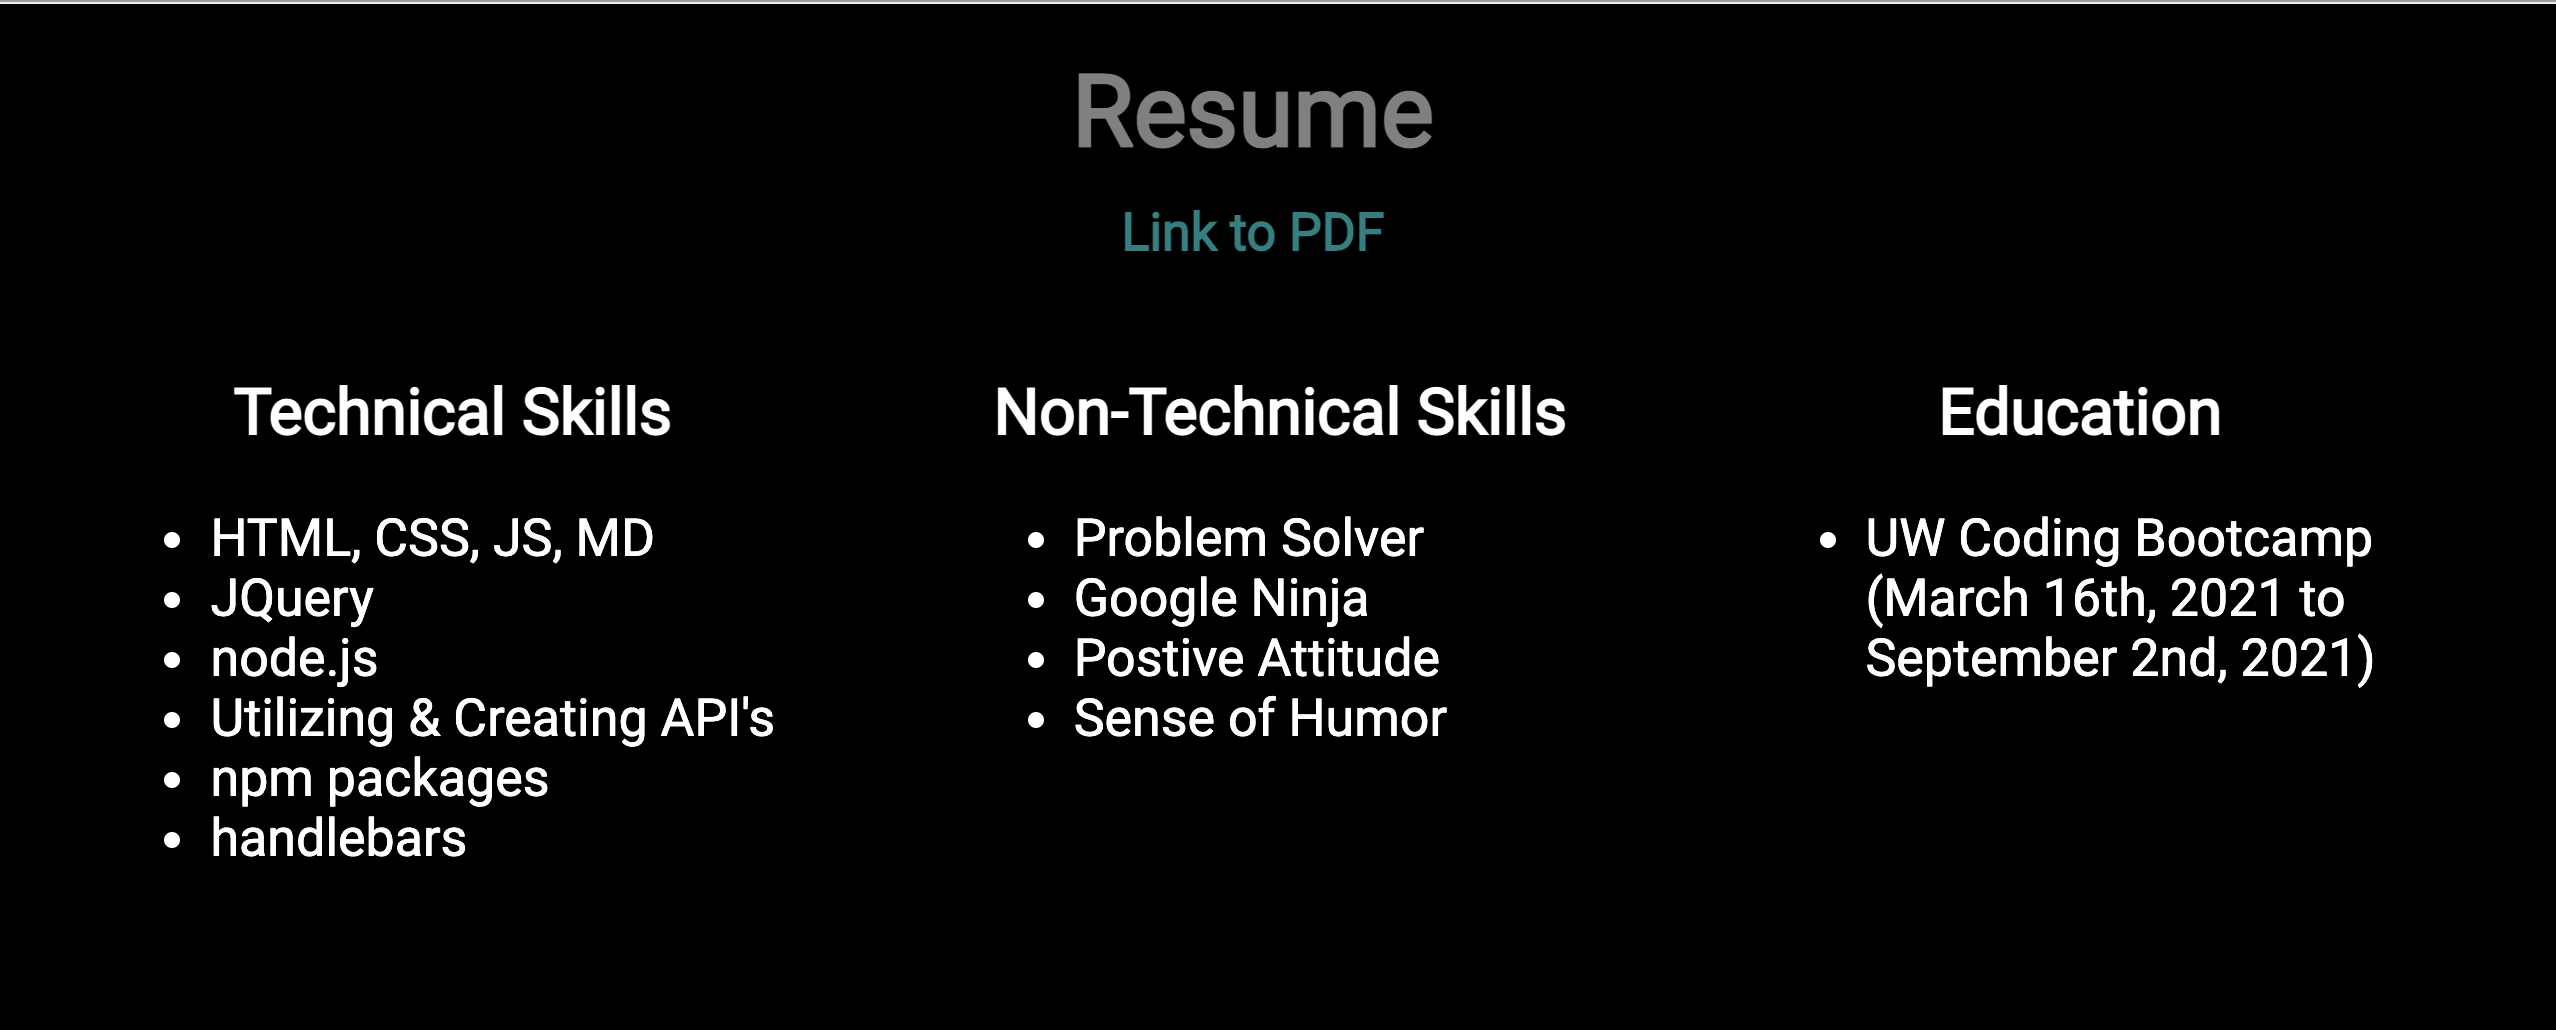 Resume
Link to PDF
Technical Skills
HTML, CSS, JS, MD
JQuery
node.js
Utilizing & Creating API's
npm packages
handlebars
Non-Technical Skills
Problem Solver
Google Ninja
Postive Attitude
Sense of Humor
Education
UW Coding Bootcamp
(March 16th, 2021 to
September 2nd, 2021)